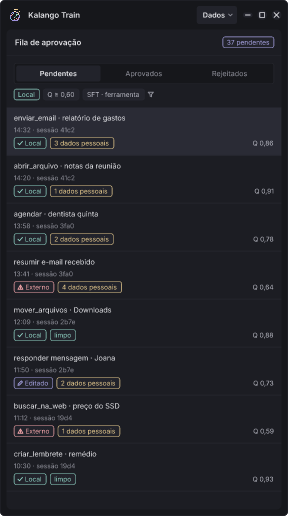 Kalango Train
Dados
Fila de aprovação
37 pendentes
Pendentes
Aprovados
Rejeitados
Local
Q ≥ 0,60
SFT · ferramenta
enviar_email · relatório de gastos
14:32 · sessão 41c2
Local
3 dados pessoais
Q 0,86
abrir_arquivo · notas da reunião
14:20 · sessão 41c2
Local
1 dados pessoais
Q 0,91
agendar · dentista quinta
13:58 · sessão 3fa0
Local
2 dados pessoais
Q 0,78
resumir e-mail recebido
13:41 · sessão 3fa0
Externo
4 dados pessoais
Q 0,64
mover_arquivos · Downloads
12:09 · sessão 2b7e
Local
limpo
Q 0,88
responder mensagem · Joana
11:50 · sessão 2b7e
Editado
2 dados pessoais
Q 0,73
buscar_na_web · preço do SSD
11:12 · sessão 19d4
Externo
1 dados pessoais
Q 0,59
criar_lembrete · remédio
10:30 · sessão 19d4
Local
limpo
Q 0,93